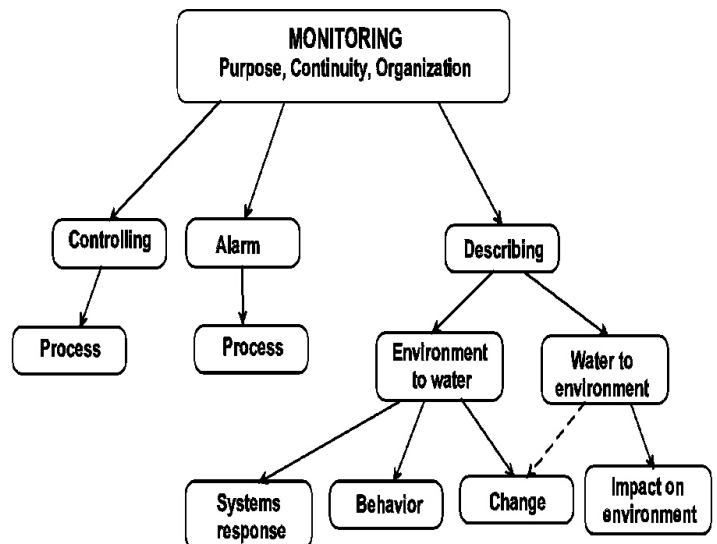 MONITORING
Purpose, Continuity, Organization
Controlling
Alarm
Describing
Process
Process
Environment
to water
Water to
environment
Systems
response
Behavior
Change
Impact on
environment